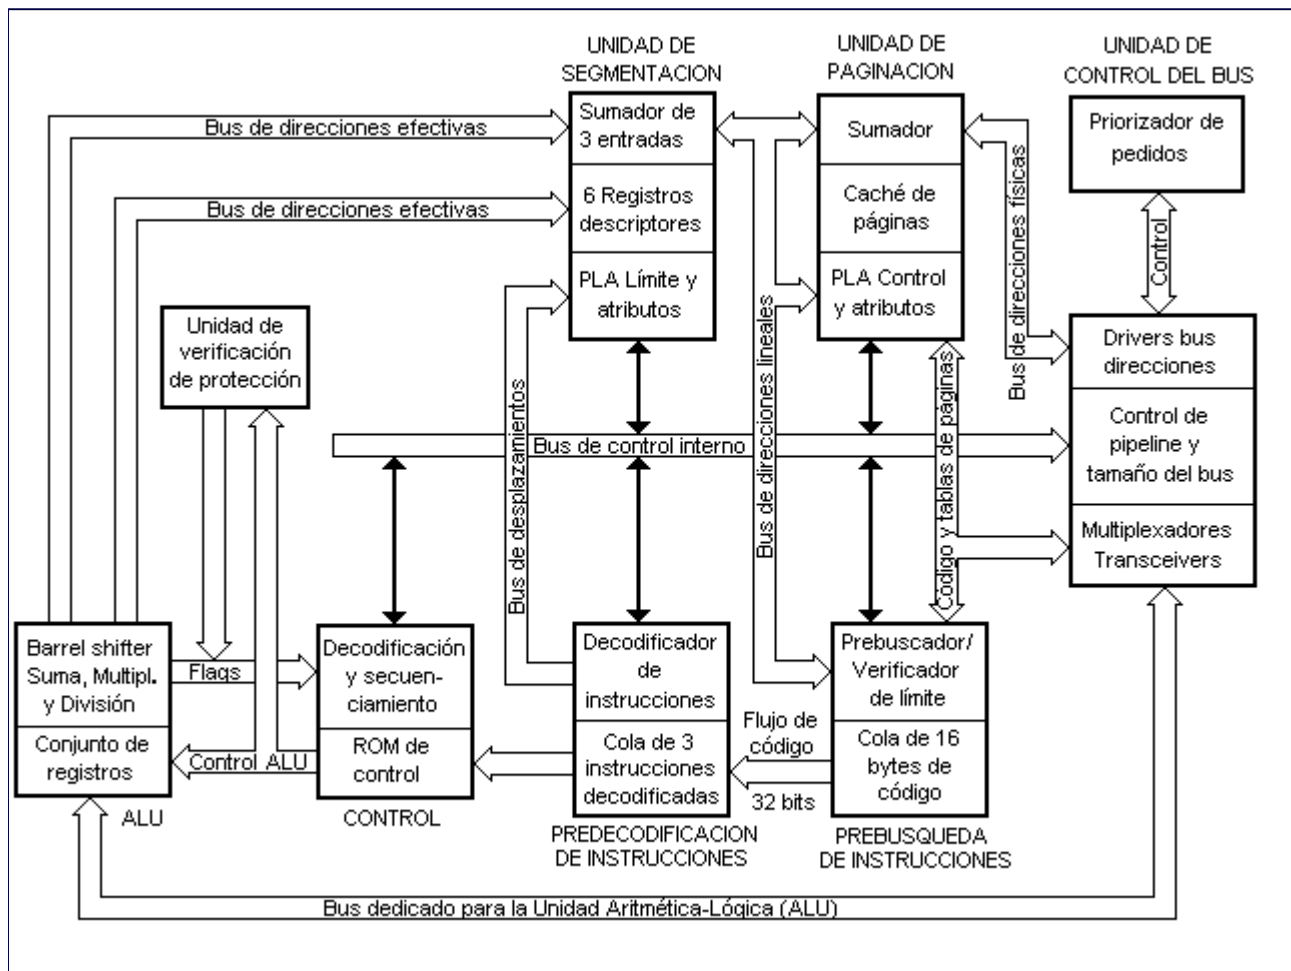 UNIDAD DE
SEGMENTACION
UNIDAD DE
PAGINACION
UNIDAD DE
CONTROL DEL BUS
Sumador de
3 entradas
6 Registros
descriptores
PLA Límite y
atributos
Sumador
Caché de
páginas
PLA Control
y atributos
Priorizador de
pedidos
Control
Drivers bus
direcciones
Control de
pipeline y
tamaño del bus
Multiplexadores
Transceivers
Bus de direcciones efectivas
Bus de direcciones efectivas
Unidad de
verificación
de protección
Bus de desplazamientos
Bus de direcciones lineales
Código y tablas de páginas
Bus de direcciones físicas
Bus de control interno
Barrel shifter
Suma, Multipl.
y División
Conjunto de
registros
ALU
Flags
Control ALU
Decodificación
y secuen-
ciamiento
ROM de
control
CONTROL
Decodificador
de
instrucciones
Cola de 3
instrucciones
decodificadas
PREDECODIFICACION
DE INSTRUCCIONES
Flujo de
código
32 bits
Prebuscador/
Verificador
de límite
Cola de 16
bytes de
código
PREBUSQUEDA
DE INSTRUCCIONES
Bus dedicado para la Unidad Aritmética-Lógica (ALU)